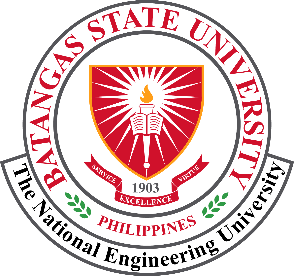 BATANGAS STATE UNIVERSITY
SERVICE
EXCELLENCE
VIRTUE
1903
PHILIPPINES
The National Engineering University